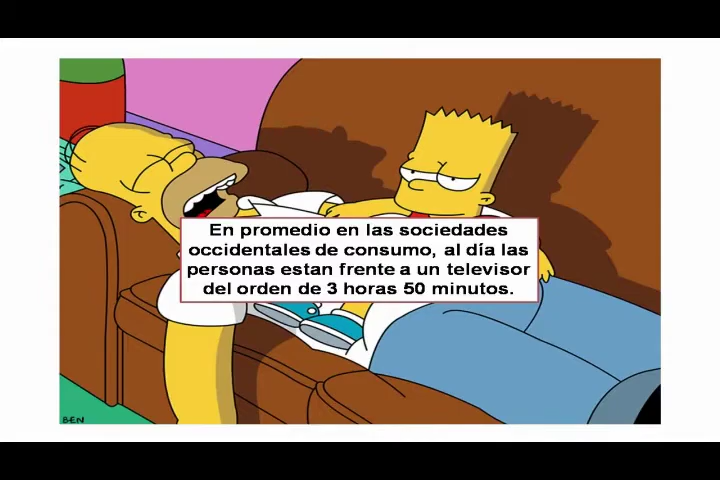 En promedio en las sociedades
occidentales de consumo, al día las
personas estan frente a un televisor
del orden de 3 horas 50 minutos.
BEN